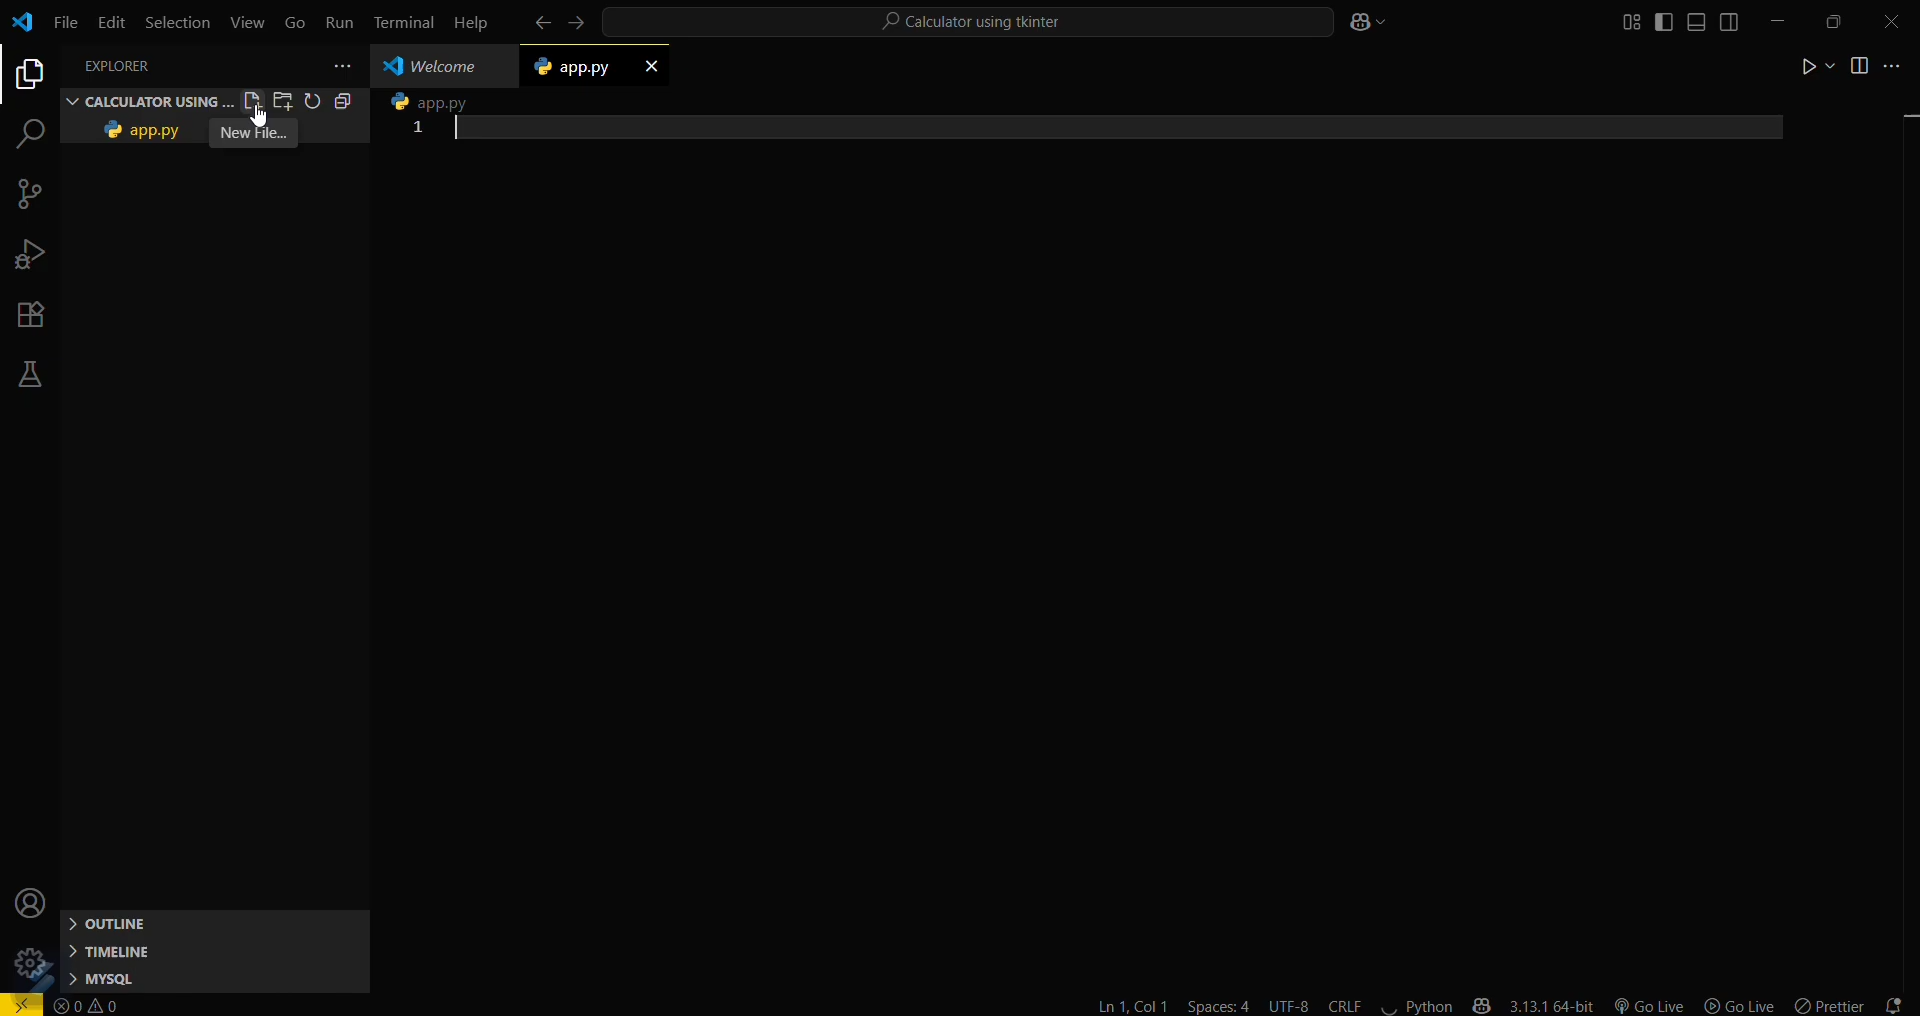 File Edit Selection View Go Run Terminal Help Calculator using tkinter
EXPLORER Welcome app.py
CALCULATOR USING ... app.py
app.py New File... 1
OUTLINE
TIMELINE
MYSQL
0 0 Ln 1, Col 1 Spaces: 4 UTF-8 CRLF Python 3.13.1 64-bit Go Live Go Live Prettier